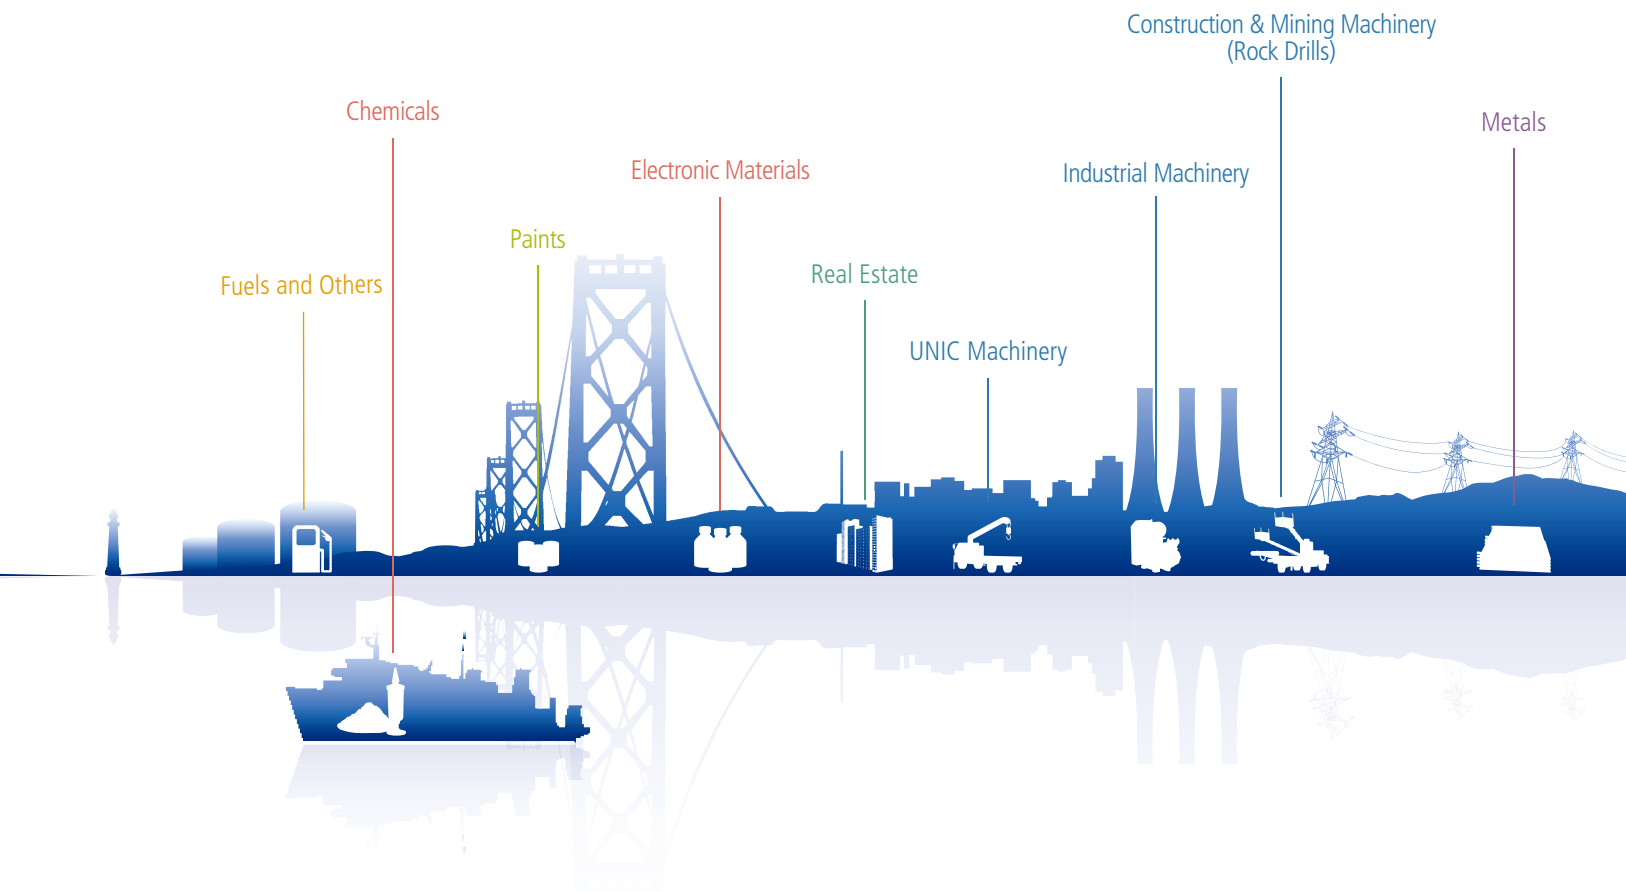 Construction & Mining Machinery
(Rock Drills)
Chemicals
Metals
Electronic Materials
Industrial Machinery
Paints
Real Estate
Fuels and Others
UNIC Machinery